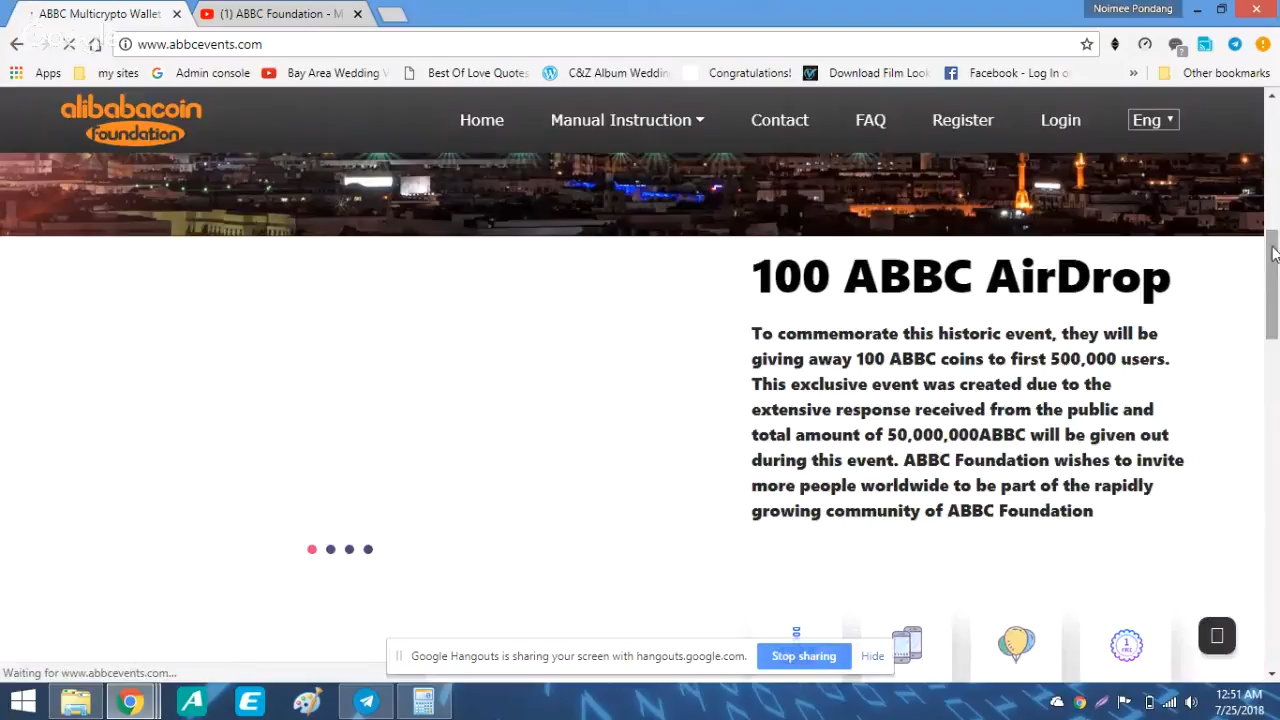 ABBC Multicrypto Wallet
(1) ABBC Foundation - M
Noimee Pondang
www.abbcevents.com
Apps
my sites
Admin console
Bay Area Wedding V
Best Of Love Quotes
C&Z Album Weddin
Congratulations!
Download Film Look
Facebook - Log In o
Other bookmarks
alibabacoin
foundation
Home
Manual Instruction
Contact
FAQ
Register
Login
Eng
100 ABBC AirDrop
To commemorate this historic event, they will be
giving away 100 ABBC coins to first 500,000 users.
This exclusive event was created due to the
extensive response received from the public and
total amount of 50,000,000ABBC will be given out
during this event. ABBC Foundation wishes to invite
more people worldwide to be part of the rapidly
growing community of ABBC Foundation
Google Hangouts is sharing your screen with hangouts.google.com.
Stop sharing
Hide
Waiting for www.abbcevents.com...
12:51 AM
7/25/2018